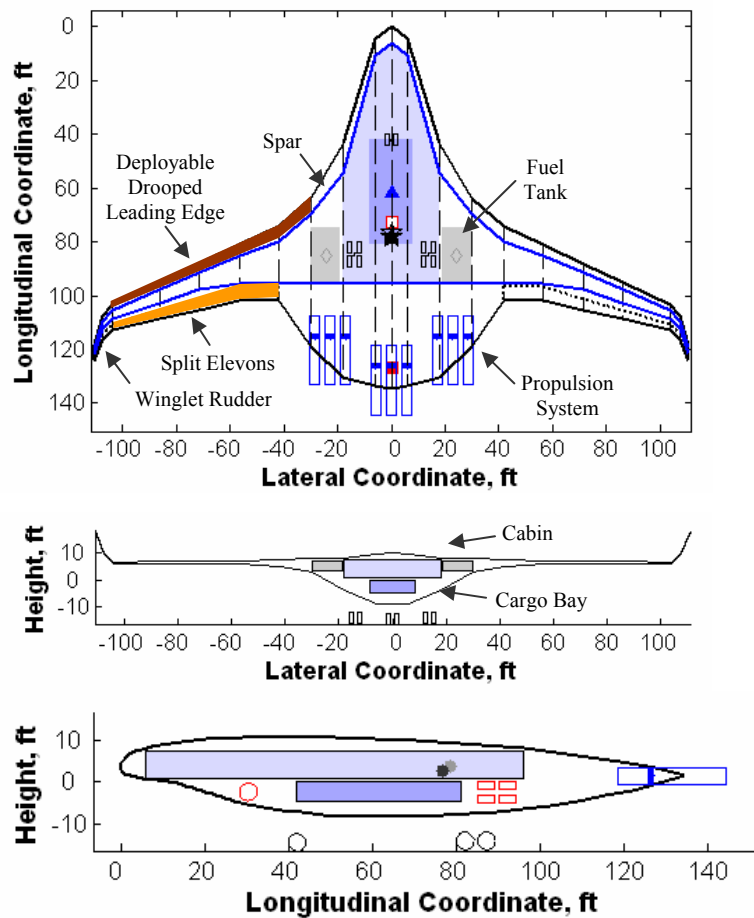 0
20
40
60
80
100
120
140
Longitudinal Coordinate, ft
Spar
Deployable
Drooped
Leading Edge
Fuel
Tank
Split Elevons
Winglet Rudder
Propulsion
System
-100 -80 -60 -40 -20 0 20 40 60 80 100
Lateral Coordinate, ft
10
0
-10
Height, ft
Cabin
Cargo Bay
-100 -80 -60 -40 -20 0 20 40 60 80 100
Lateral Coordinate, ft
10
0
-10
Height, ft
0 20 40 60 80 100 120 140
Longitudinal Coordinate, ft